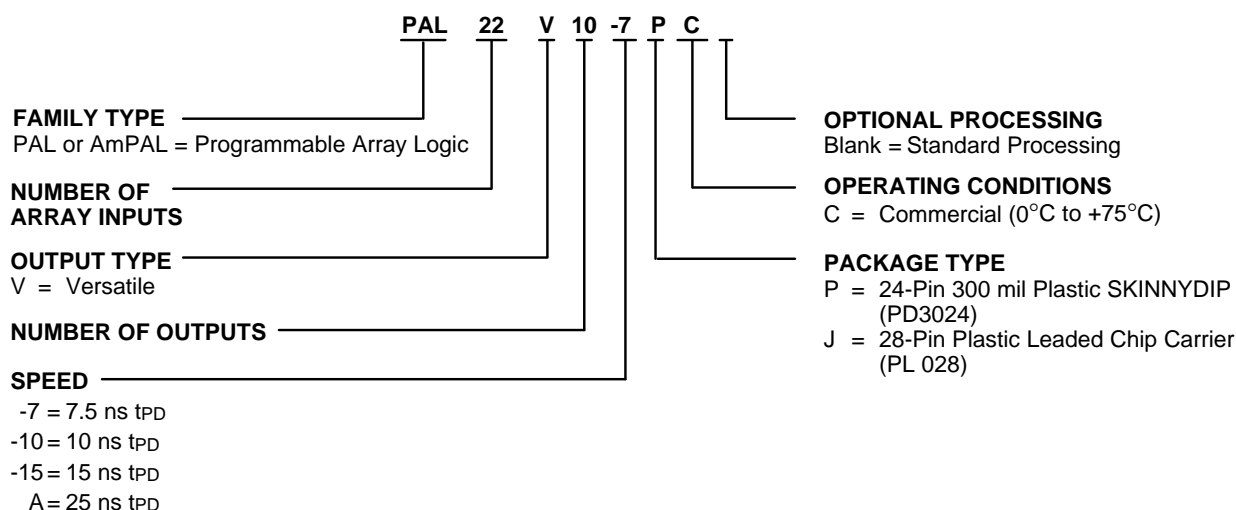 PAL 22 V 10 -7 P C
FAMILY TYPE
PAL or AmPAL = Programmable Array Logic
NUMBER OF
ARRAY INPUTS
OUTPUT TYPE
V = Versatile
NUMBER OF OUTPUTS
SPEED
-7 = 7.5 ns tPD
-10 = 10 ns tPD
-15 = 15 ns tPD
A = 25 ns tPD
OPTIONAL PROCESSING
Blank = Standard Processing
OPERATING CONDITIONS
C = Commercial (0°C to +75°C)
PACKAGE TYPE
P = 24-Pin 300 mil Plastic SKINNYDIP
(PD3024)
J = 28-Pin Plastic Leaded Chip Carrier
(PL 028)